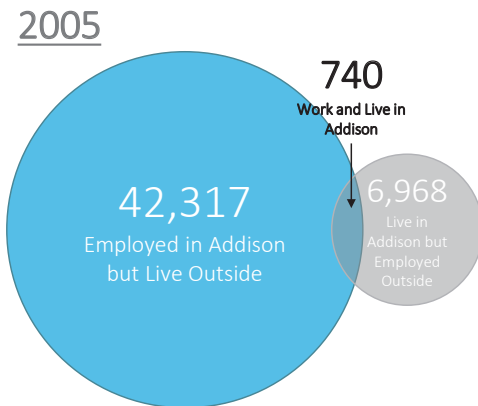 2005
740
Work and Live in
Addison
42,317
Employed in Addison
but Live Outside
6,968
Live in
Addison but
Employed
Outside